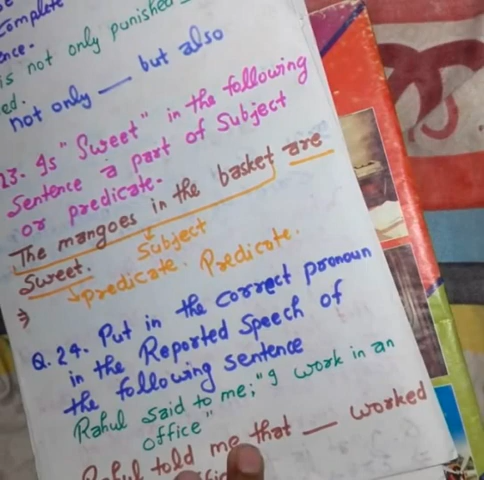 Complete
ence.
is not only punished
ed.
not only — but also
23. Is "Sweet" in the following
Sentence a part of Subject
or predicate.
The mangoes in the basket are
Sweet.
Subject
predicate. Predicate.
⇒
Q.24. Put in the correct pronoun
in the Reported Speech of
the following sentence
Rahul said to me; "I work in an
office"
Rahul told me that — worked